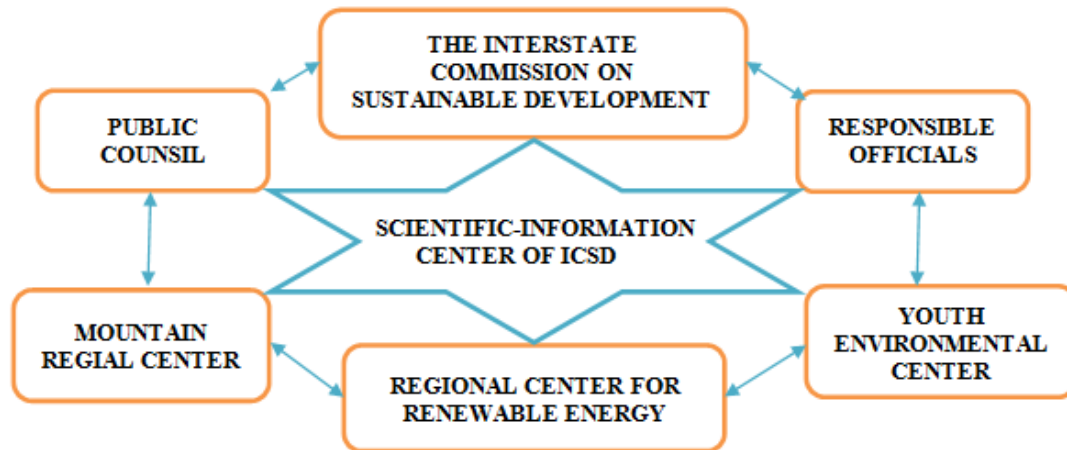 THE INTERSTATE
COMMISSION ON
SUSTAINABLE DEVELOPMENT
PUBLIC
COUNSIL
RESPONSIBLE
OFFICIALS
SCIENTIFIC-INFORMATION
CENTER OF ICSD
MOUNTAIN
REGIAL CENTER
YOUTH
ENVIRONMENTAL
CENTER
REGIONAL CENTER FOR
RENEWABLE ENERGY